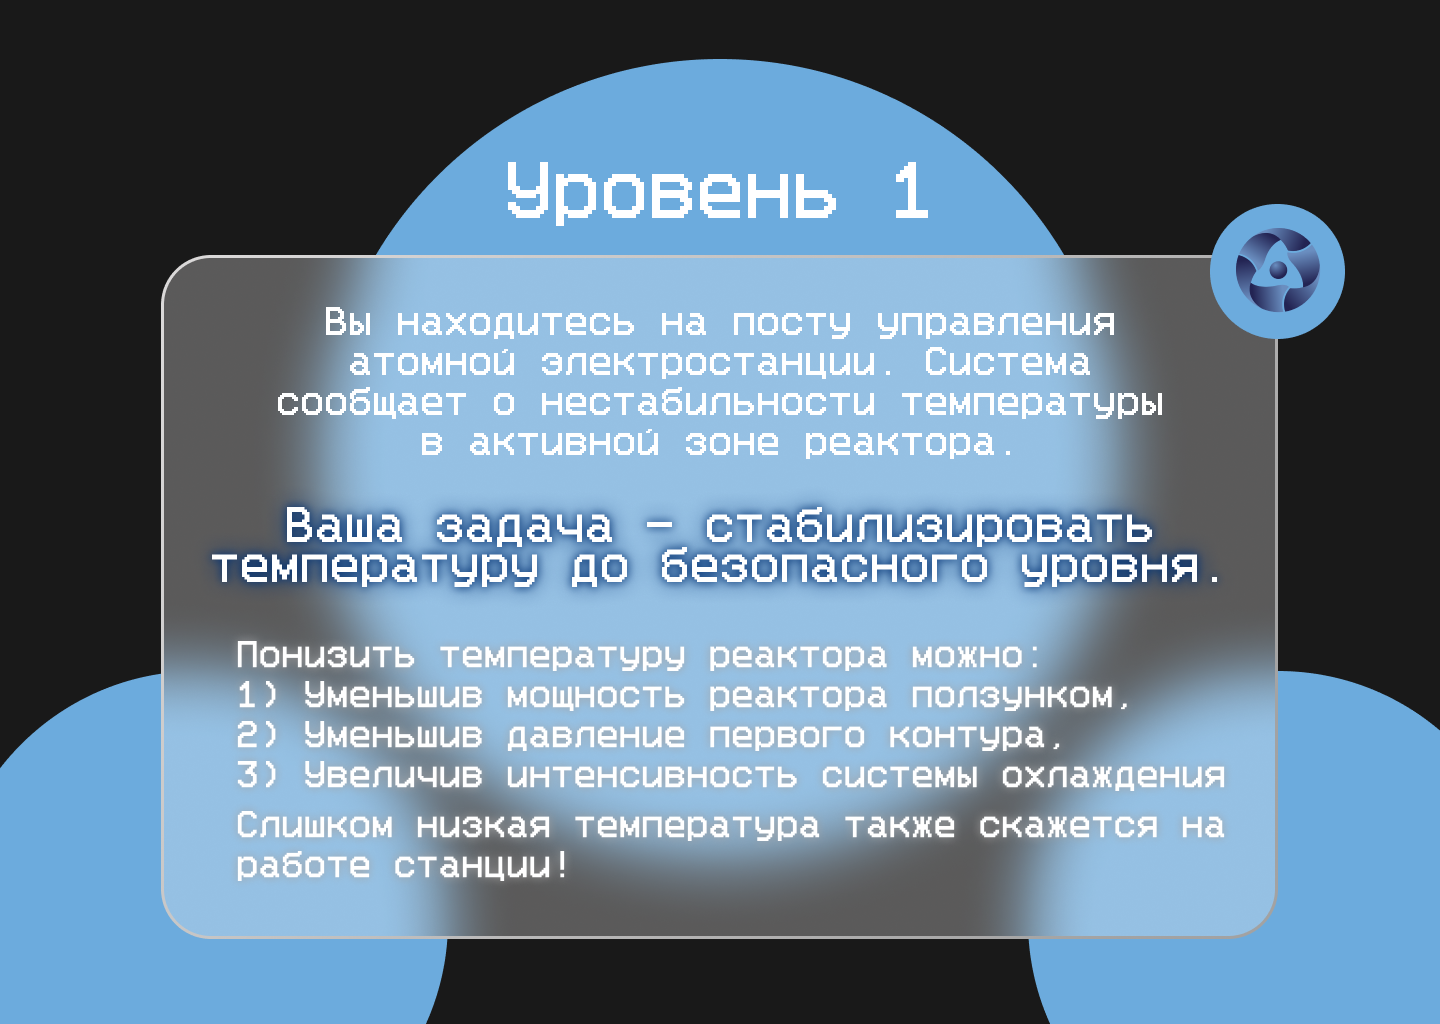 Уровень 1
Вы находитесь на посту управления
атомной электростанции. Система
сообщает о нестабильности температуры
в активной зоне реактора.
Ваша задача – стабилизировать
температуру до безопасного уровня.
Понизить температуру реактора можно:
1) Уменьшив мощность реактора ползунком,
2) Уменьшив давление первого контура,
3) Увеличив интенсивность системы охлаждения
Слишком низкая температура также скажется на
работе станции!